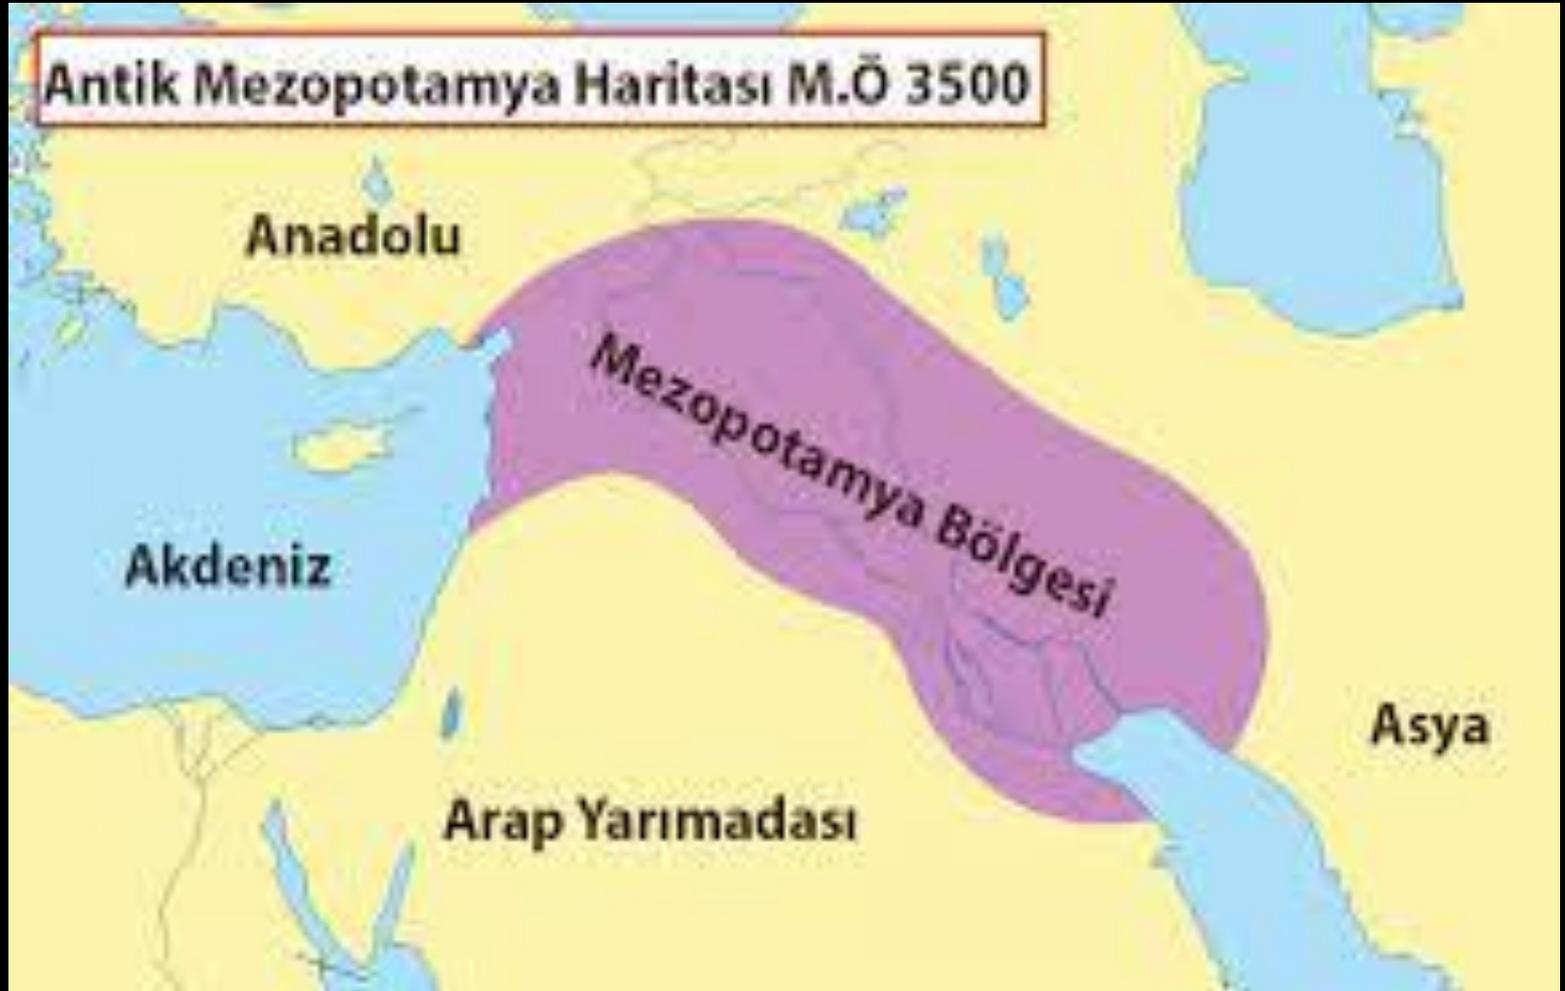 Antik Mezopotamya Haritası M.Ö 3500
Anadolu
Mezopotamya Bölgesi
Akdeniz
Asya
Arap Yarımadası